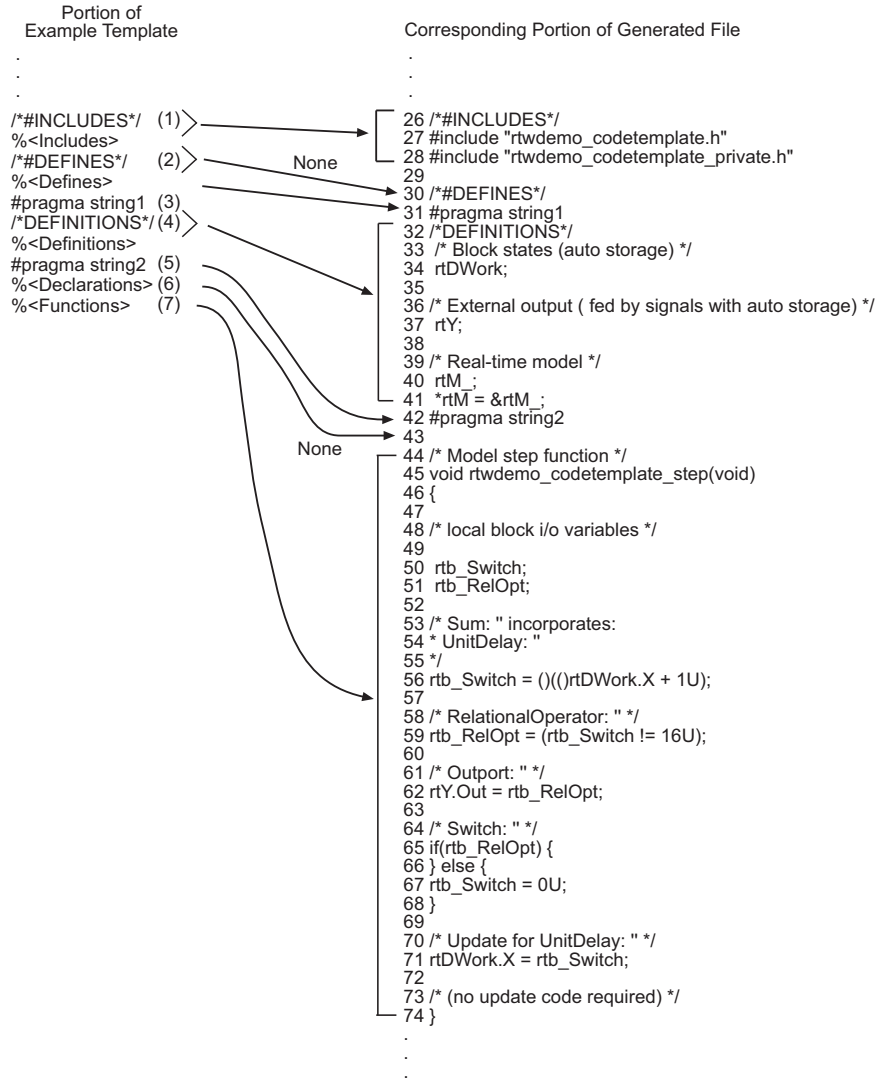 Portion of
Example Template
.
.
.
/*#INCLUDES*/ (1)
%<Includes>
/*#DEFINES*/ (2)
%<Defines>
#pragma string1 (3)
/*DEFINITIONS*/ (4)
%<Definitions>
#pragma string2 (5)
%<Declarations> (6)
%<Functions> (7)
None
None
Corresponding Portion of Generated File
.
.
.
26 /*#INCLUDES*/
27 #include "rtwdemo_codetemplate.h"
28 #include "rtwdemo_codetemplate_private.h"
29
30 /*#DEFINES*/
31 #pragma string1
32 /*DEFINITIONS*/
33 /* Block states (auto storage) */
34 rtDWork;
35
36 /* External output ( fed by signals with auto storage) */
37 rtY;
38
39 /* Real-time model */
40 rtM_;
41 *rtM = &rtM_;
42 #pragma string2
43
44 /* Model step function */
45 void rtwdemo_codetemplate_step(void)
46 {
47
48 /* local block i/o variables */
49
50 rtb_Switch;
51 rtb_RelOpt;
52
53 /* Sum: '' incorporates:
54 * UnitDelay: ''
55 */
56 rtb_Switch = ()(()rtDWork.X + 1U);
57
58 /* RelationalOperator: '' */
59 rtb_RelOpt = (rtb_Switch != 16U);
60
61 /* Outport: '' */
62 rtY.Out = rtb_RelOpt;
63
64 /* Switch: '' */
65 if(rtb_RelOpt) {
66 } else {
67 rtb_Switch = 0U;
68 }
69
70 /* Update for UnitDelay: '' */
71 rtDWork.X = rtb_Switch;
72
73 /* (no update code required) */
74 }
.
.
.